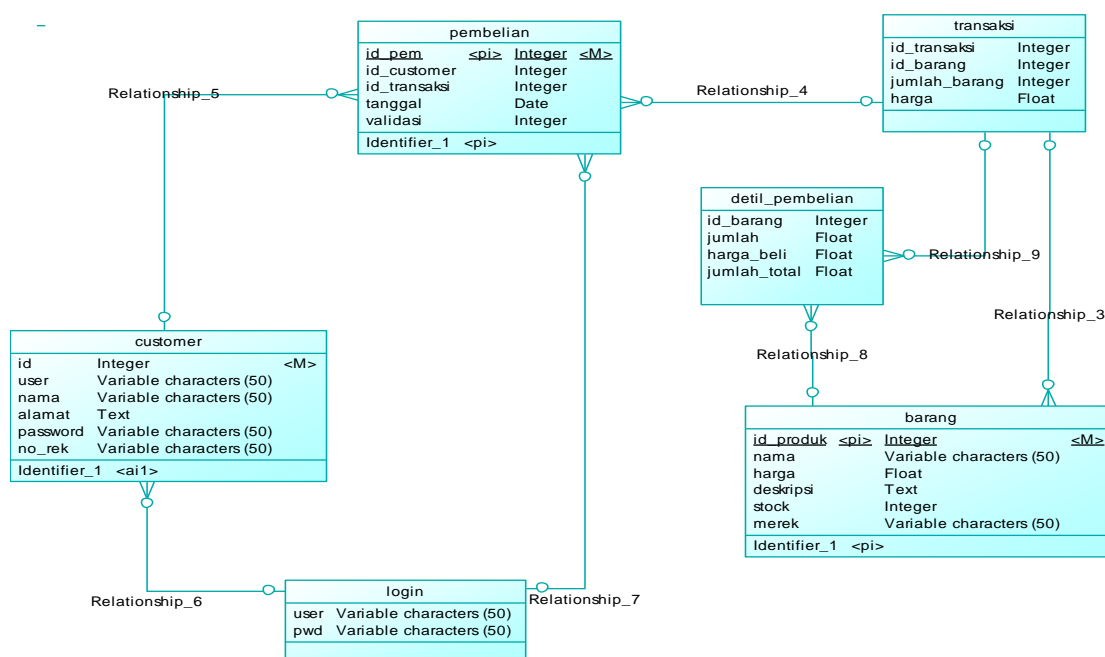 pembelian
id_pem <pi> Integer <M>
id_customer Integer
id_transaksi Integer
tanggal Date
validasi Integer
Identifier_1 <pi>
transaksi
id_transaksi Integer
id_barang Integer
jumlah_barang Integer
harga Float
Relationship_5
Relationship_4
detil_pembelian
id_barang Integer
jumlah Float
harga_beli Float
jumlah_total Float
Relationship_9
Relationship_3
Relationship_8
customer
id Integer <M>
user Variable characters (50)
nama Variable characters (50)
alamat Text
password Variable characters (50)
no_rek Variable characters (50)
Identifier_1 <ai1>
barang
id_produk <pi> Integer <M>
nama Variable characters (50)
harga Float
deskripsi Text
stock Integer
merek Variable characters (50)
Identifier_1 <pi>
Relationship_6
login
user Variable characters (50)
pwd Variable characters (50)
Relationship_7